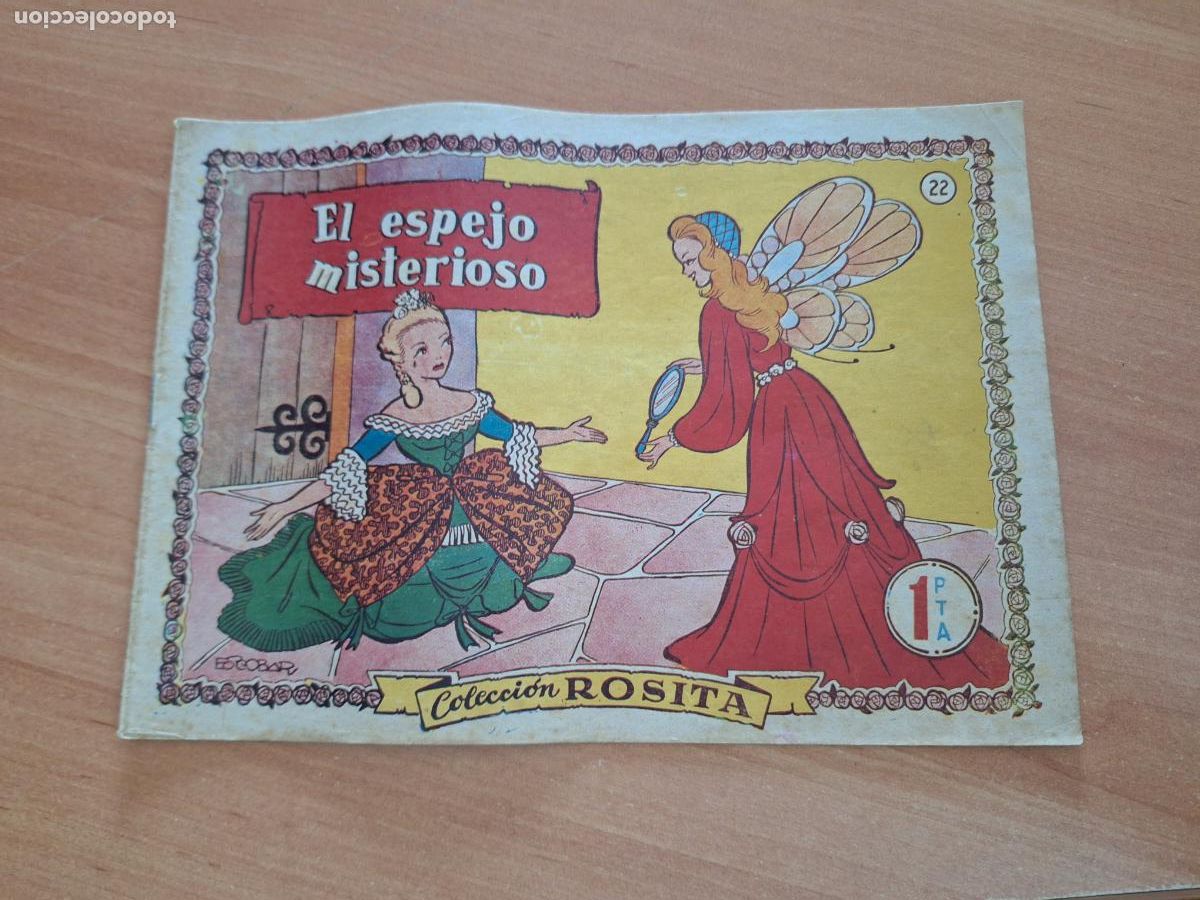 todocoleccion
El espejo
misterioso
22
1 PTA
ESCOBAR
Colección ROSITA